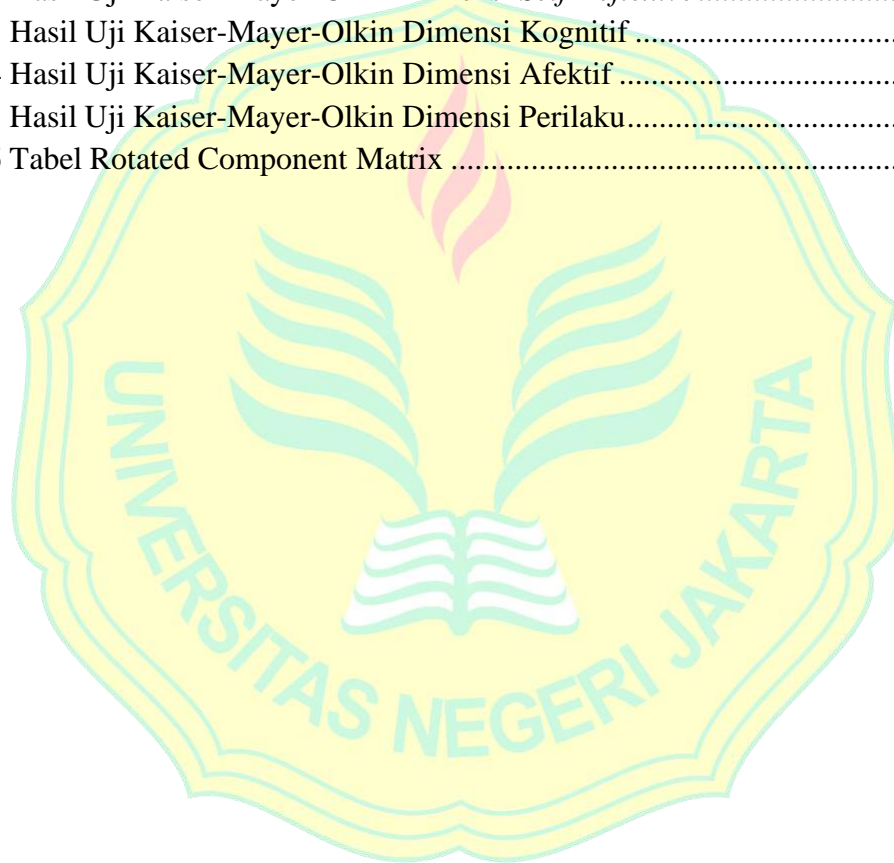 Hasil Uji Kaiser-Mayer-Olkin Dimensi Kognitif ........................................
Hasil Uji Kaiser-Mayer-Olkin Dimensi Afektif ..........................................
Hasil Uji Kaiser-Mayer-Olkin Dimensi Perilaku.........................................
Tabel Rotated Component Matrix ....................................................................
UNIVERSITAS NEGERI JAKARTA